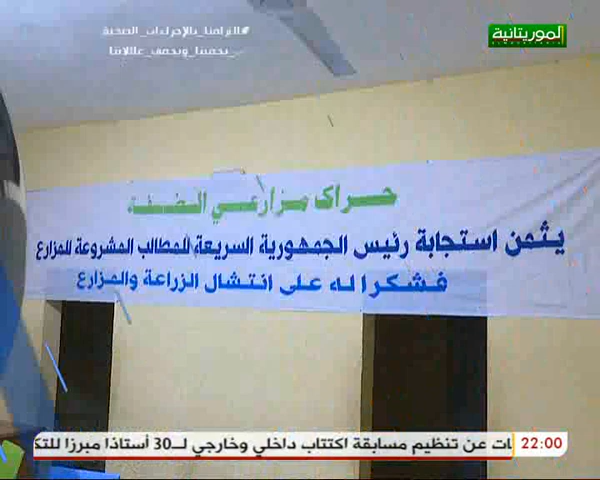 #التزامنا_بالإجراءات_الصحية
_يحمينا_ويحمي_عائلاتنا
الموريتانية
حراك مزارعي الضفة
يثمن استجابة رئيس الجمهورية السريعة للمطالب المشروعة للمزارع
فشكرا له على انتشال الزراعة والمزارع
ات عن تنظيم مسابقة اكتتاب داخلي وخارجي لـ30 أستاذا مبرزا للتك
22:00